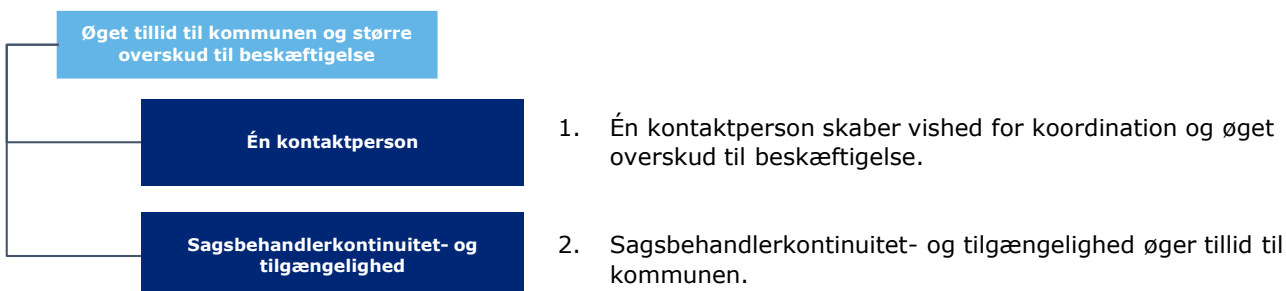 Øget tillid til kommunen og større
overskud til beskæftigelse
Én kontaktperson
1. Én kontaktperson skaber vished for koordination og øget
overskud til beskæftigelse.
Sagsbehandlerkontinuitet- og
tilgængelighed
2. Sagsbehandlerkontinuitet- og tilgængelighed øger tillid til
kommunen.